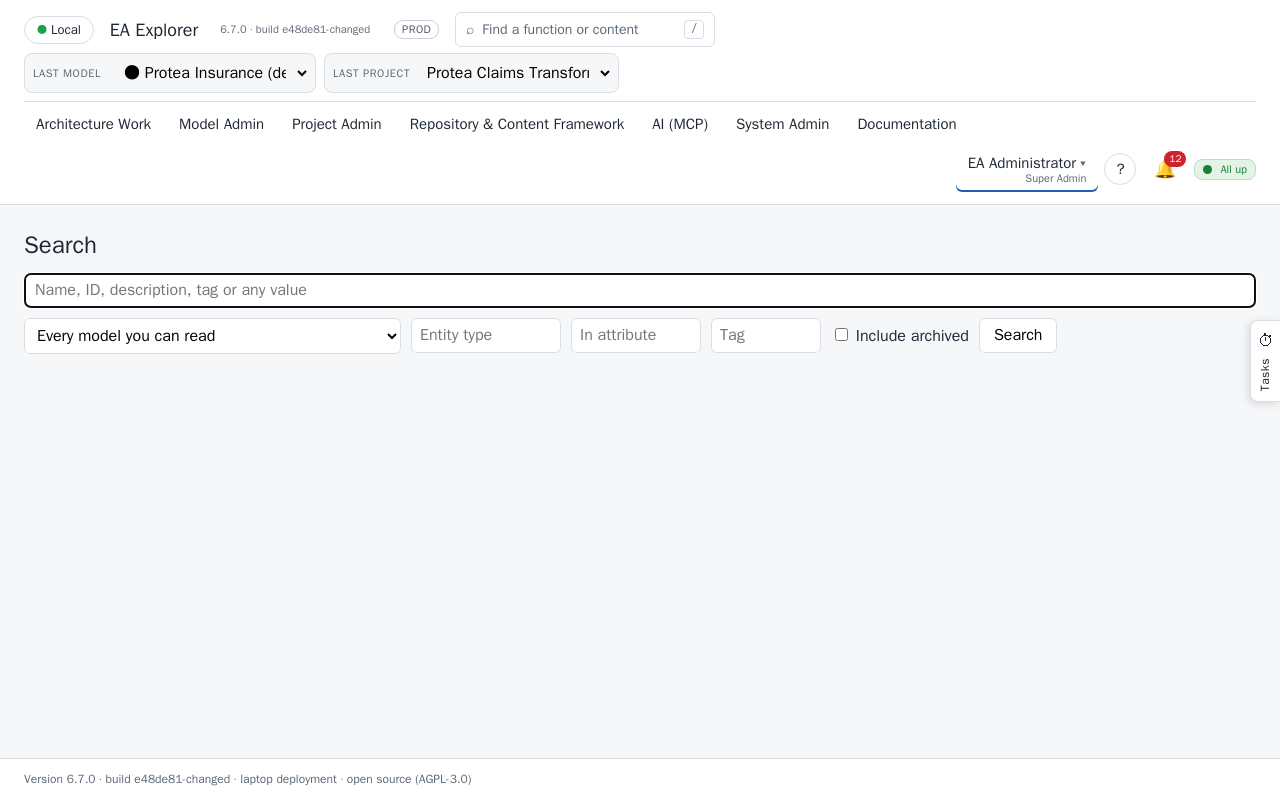 Local EA Explorer 6.7.0 · build e48de81-changed PROD Find a function or content /
LAST MODEL Protea Insurance (de LAST PROJECT Protea Claims Transforr
Architecture Work Model Admin Project Admin Repository & Content Framework AI (MCP) System Admin Documentation
EA Administrator ▾ ? 12 All up
Super Admin
Search
Name, ID, description, tag or any value
Every model you can read Entity type In attribute Tag Include archived Search
Tasks
Version 6.7.0 · build e48de81-changed · laptop deployment · open source (AGPL-3.0)